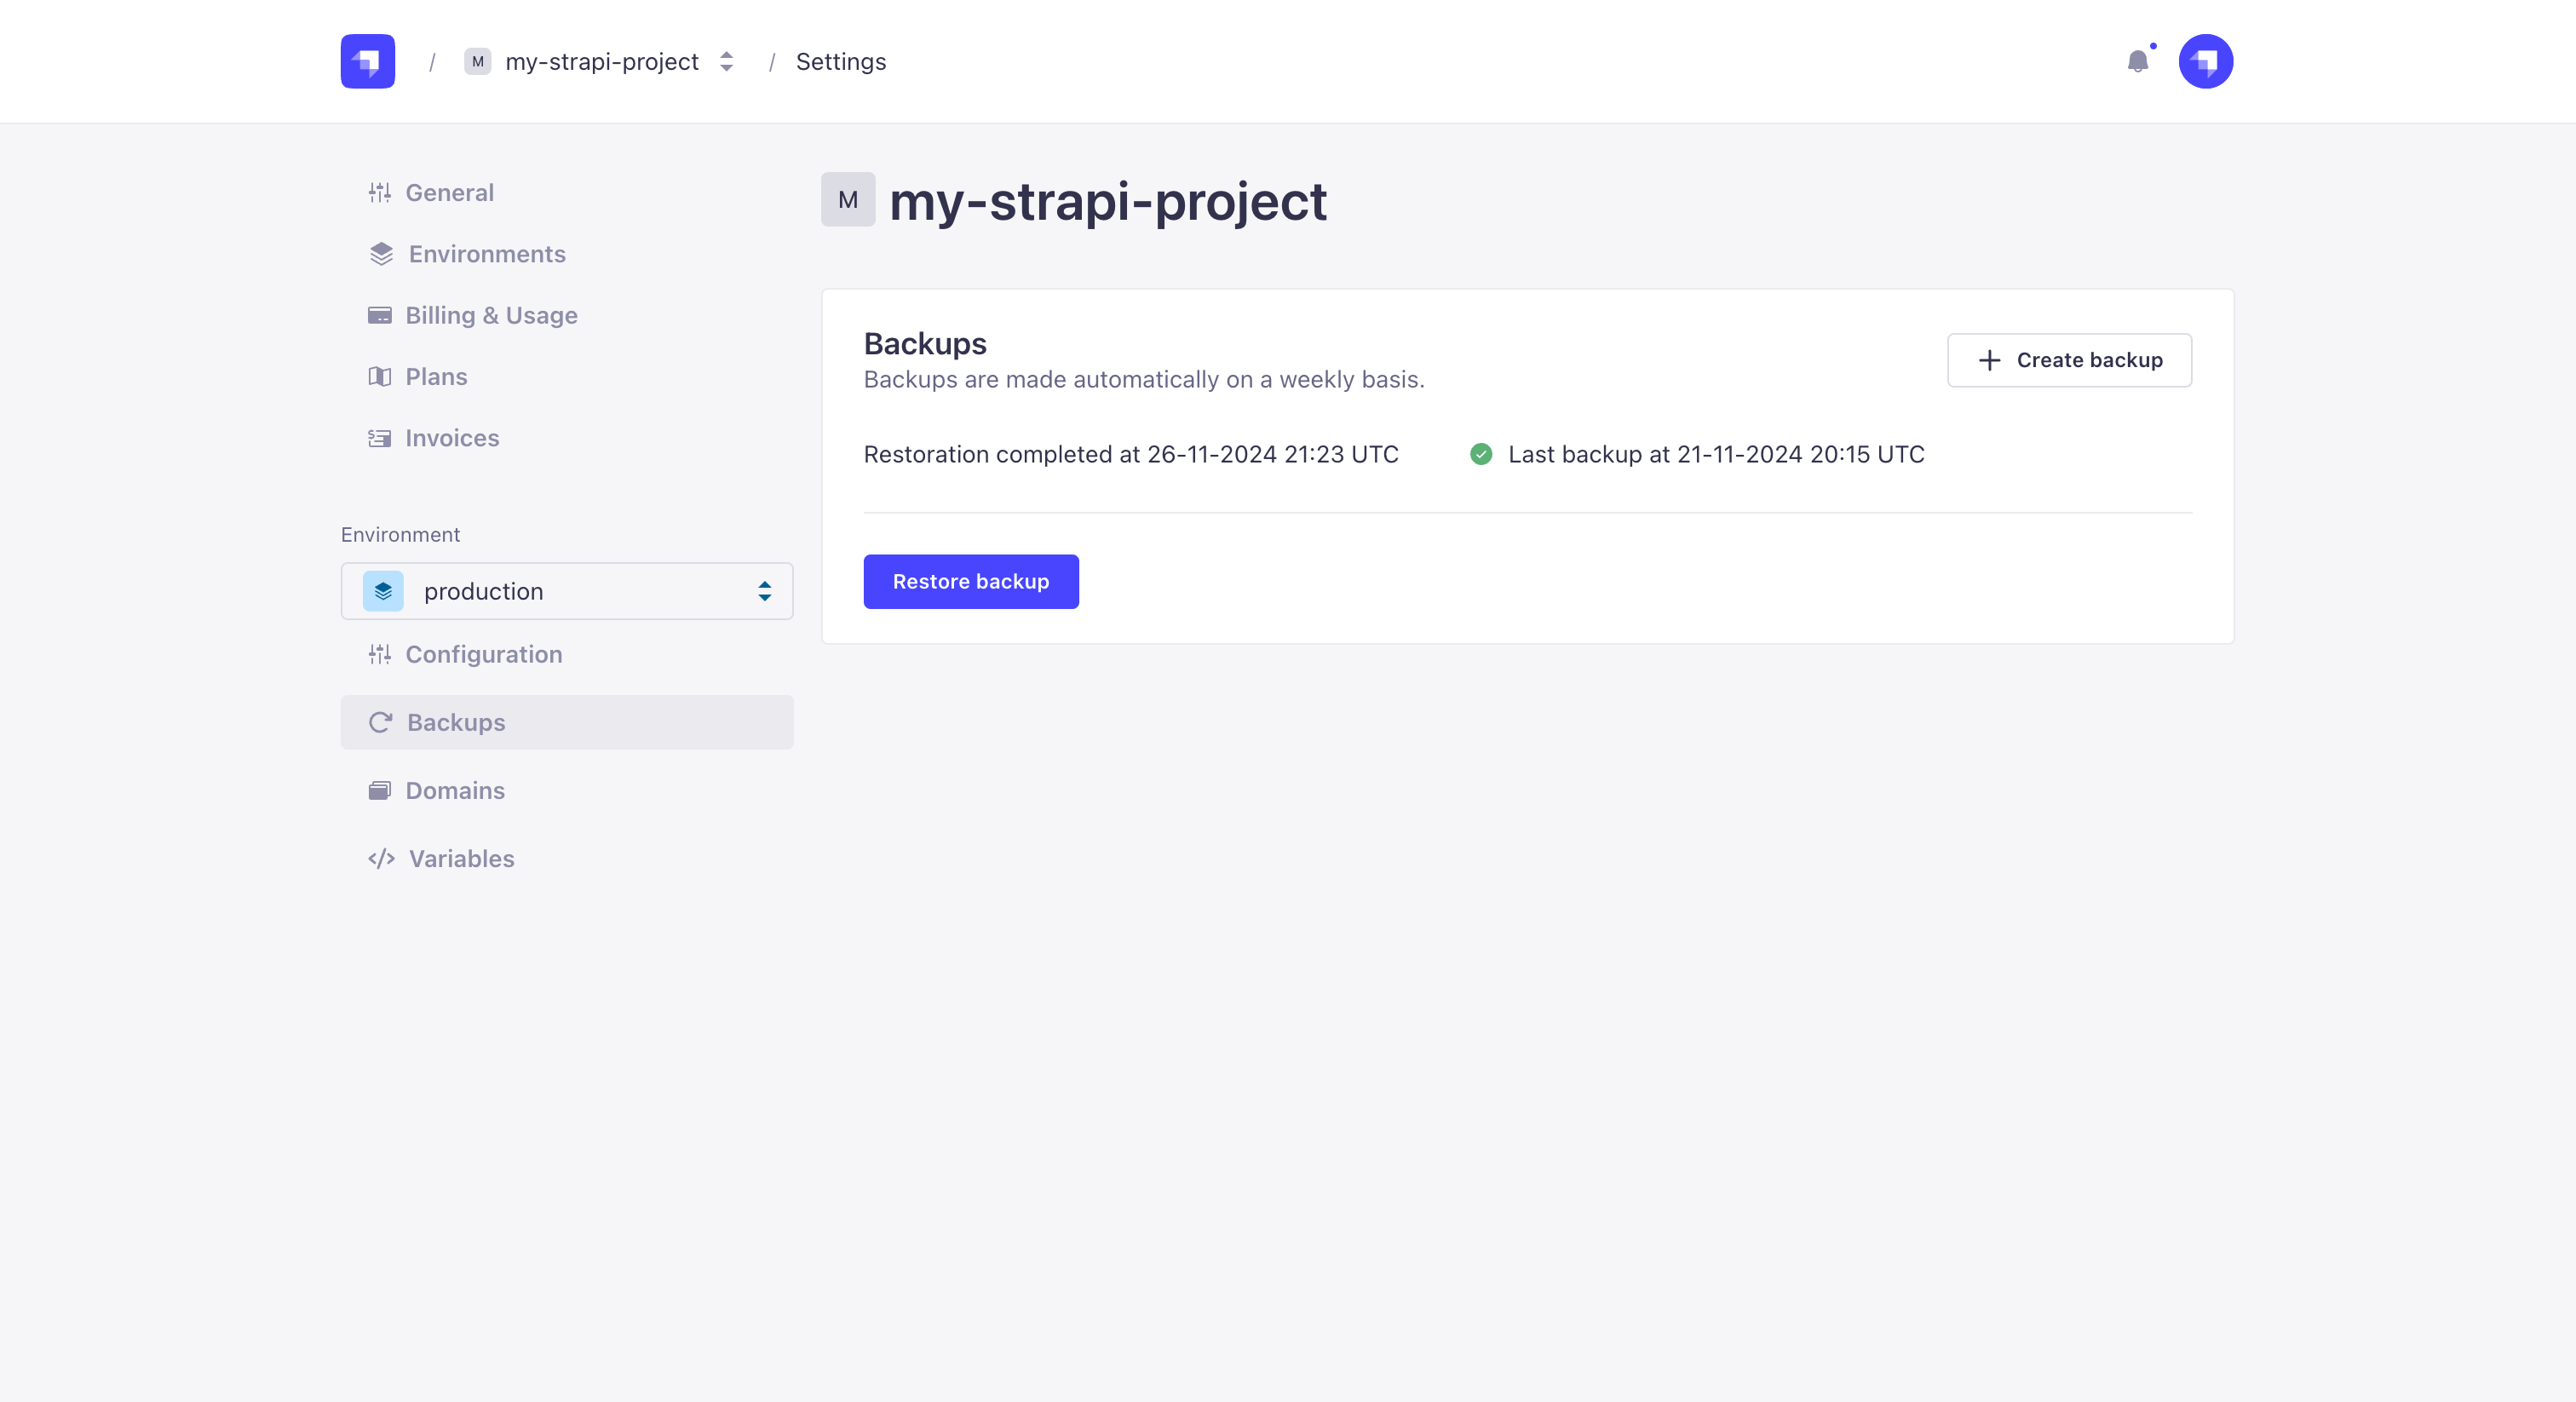 / M my-strapi-project / Settings
General
Environments
Billing & Usage
Plans
Invoices
Environment
production
Configuration
Backups
Domains
Variables
M my-strapi-project
Backups
Backups are made automatically on a weekly basis.
Create backup
Restoration completed at 26-11-2024 21:23 UTC
Last backup at 21-11-2024 20:15 UTC
Restore backup